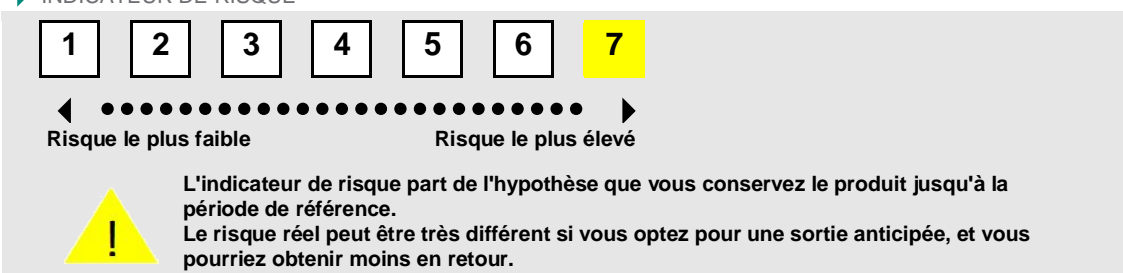 INDICATEUR DE RISQUE
1 2 3 4 5 6 7
Risque le plus faible Risque le plus élevé
L'indicateur de risque part de l'hypothèse que vous conservez le produit jusqu'à la
période de référence.
Le risque réel peut être très différent si vous optez pour une sortie anticipée, et vous
pourriez obtenir moins en retour.
!